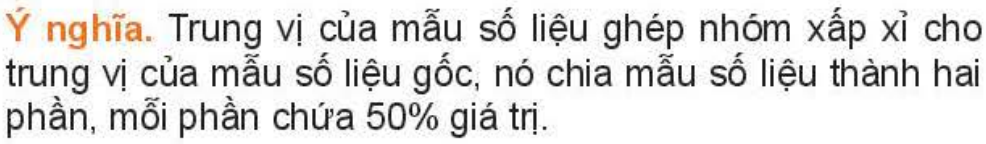 Ý nghĩa. Trung vị của mẫu số liệu ghép nhóm xấp xỉ cho
trung vị của mẫu số liệu gốc, nó chia mẫu số liệu thành hai
phần, mỗi phần chứa 50% giá trị.